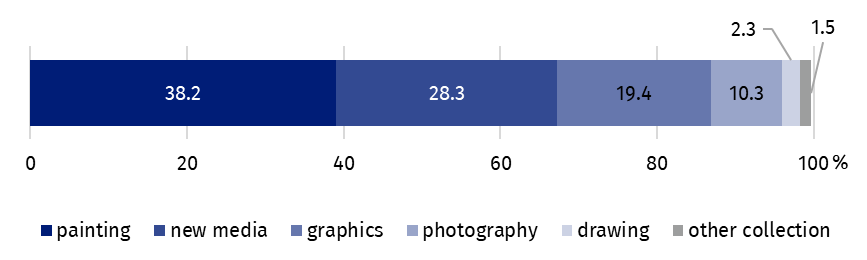 2.3 1.5
38.2 28.3 19.4 10.3
0 20 40 60 80 100 %
painting new media graphics photography drawing other collection